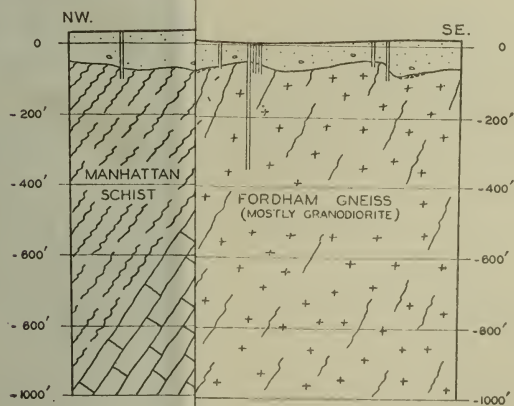 NW.
SE.
0
0
-200'
-200'
MANHATTAN
SCHIST
FORDHAM GNEISS
(MOSTLY GRANODIORITE)
-400'
-400'
-600'
-600'
-800'
-800'
-1000'
-1000'